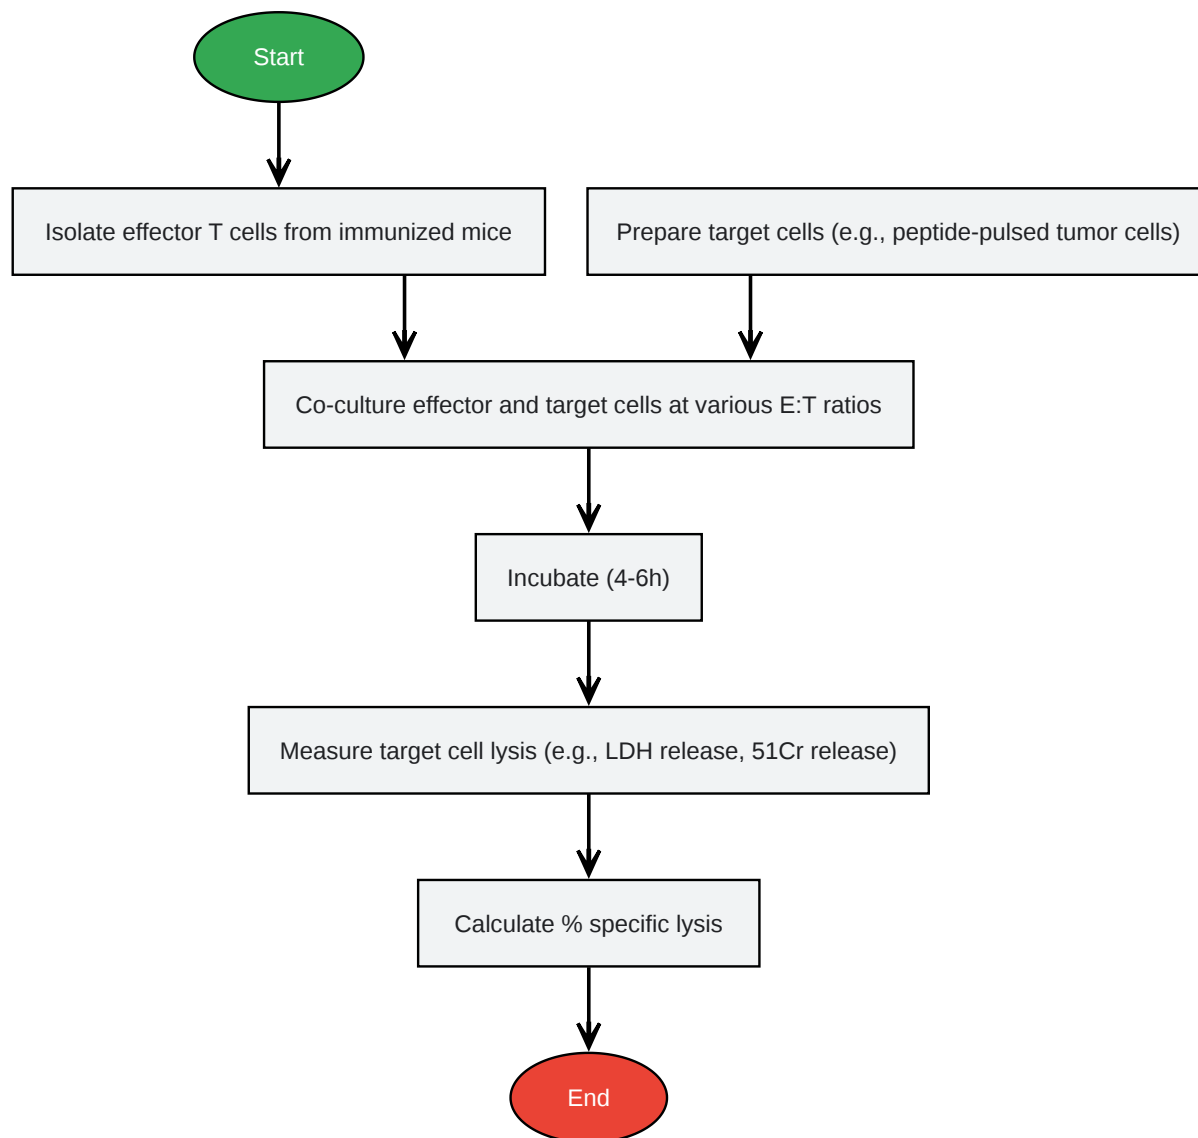 Start
Isolate effector T cells from immunized mice
Prepare target cells (e.g., peptide-pulsed tumor cells)
Co-culture effector and target cells at various E:T ratios
Incubate (4-6h)
Measure target cell lysis (e.g., LDH release, 51Cr release)
Calculate % specific lysis
End